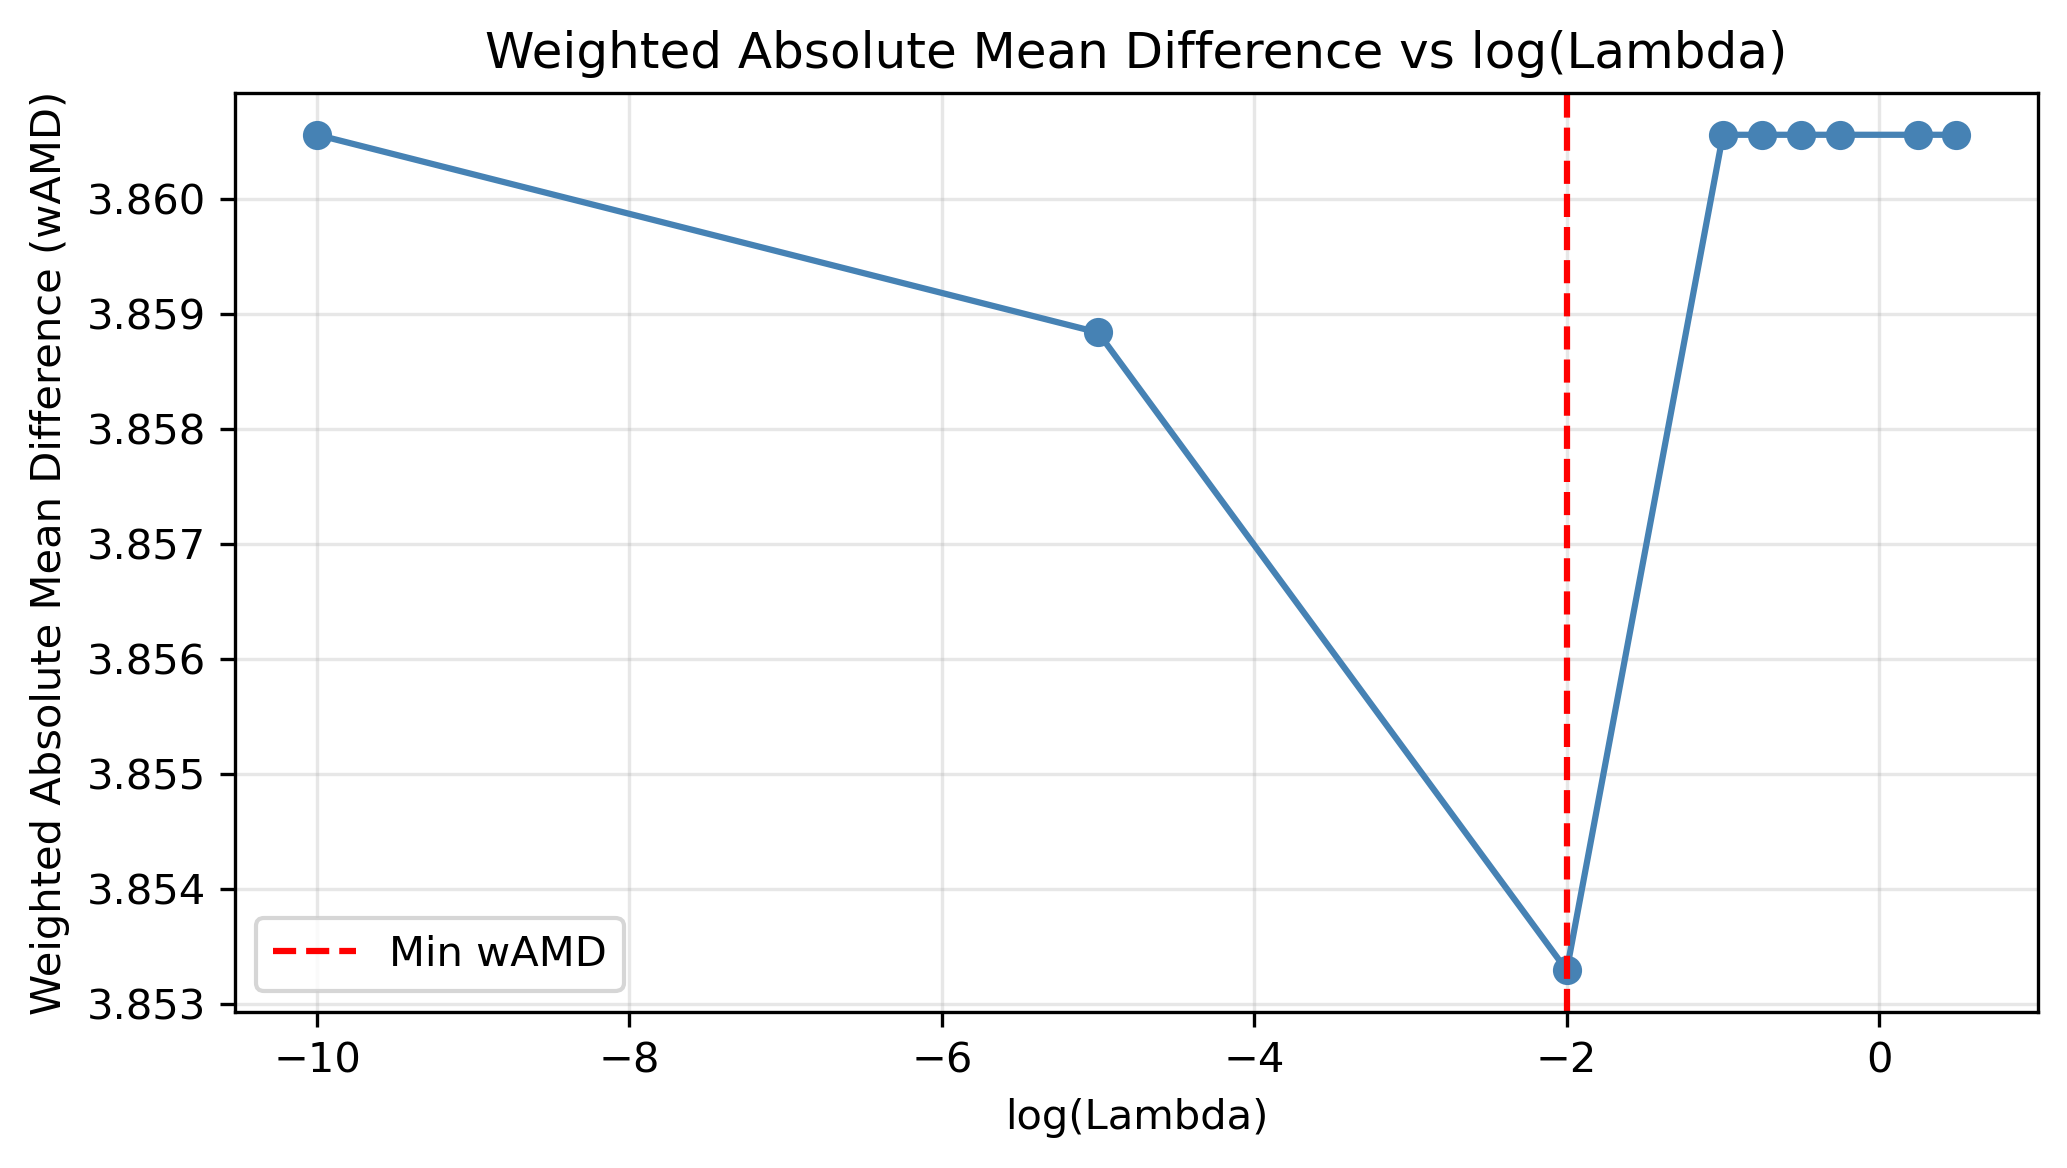 Weighted Absolute Mean Difference vs log(Lambda)
Weighted Absolute Mean Difference (wAMD)
3.860
3.859
3.858
3.857
3.856
3.855
3.854
3.853
Min wAMD
−10 −8 −6 −4 −2 0
log(Lambda)